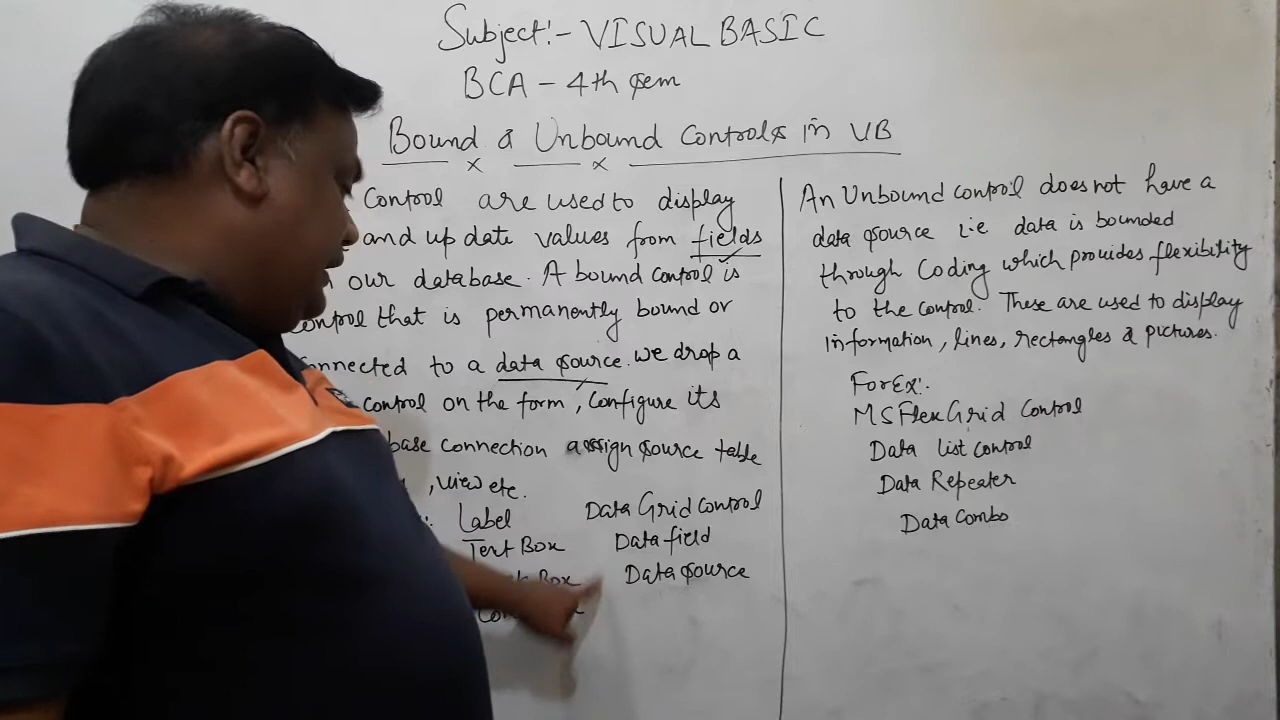 Subject:- VISUAL BASIC
BCA - 4th Sem
Bound & Unbound Controls in VB
Control are used to display
and update values from fields
our database. A bound control is
control that is permanently bound or
connected to a data source. we drop a
control on the form, Configure its
base connection assign source table
, view etc.
Label
Text Box
Box
Data Grid Control
Data field
Data Source
An Unbound control does not have a
data source i.e data is bounded
through Coding which provides flexibility
to the control. These are used to display
information, lines, rectangles & pictures.
For Ex:.
MSFlexGrid Control
Data list control
Data Repeater
Data Combo